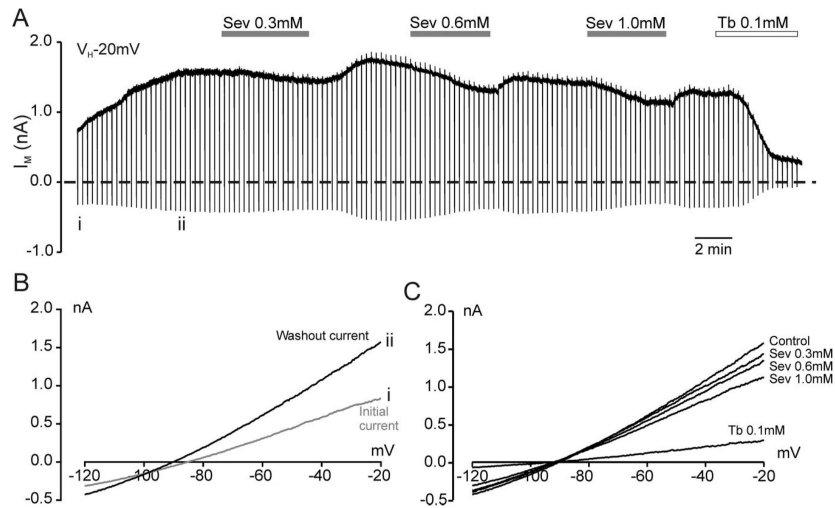 A
Sev 0.3mM
Sev 0.6mM
Sev 1.0mM
Tb 0.1mM
VH-20mV
2.0
1.0
0.0
-1.0
IM (nA)
i
ii
2 min
B
nA
2.0
1.5
1.0
0.5
0.0
-0.5
Washout current
ii
i
Initial
current
mV
-120
-100
-80
-60
-40
-20
C
nA
2.0
1.5
1.0
0.5
0.0
-0.5
Control
Sev 0.3mM
Sev 0.6mM
Sev 1.0mM
Tb 0.1mM
mV
-120
-100
-80
-60
-40
-20